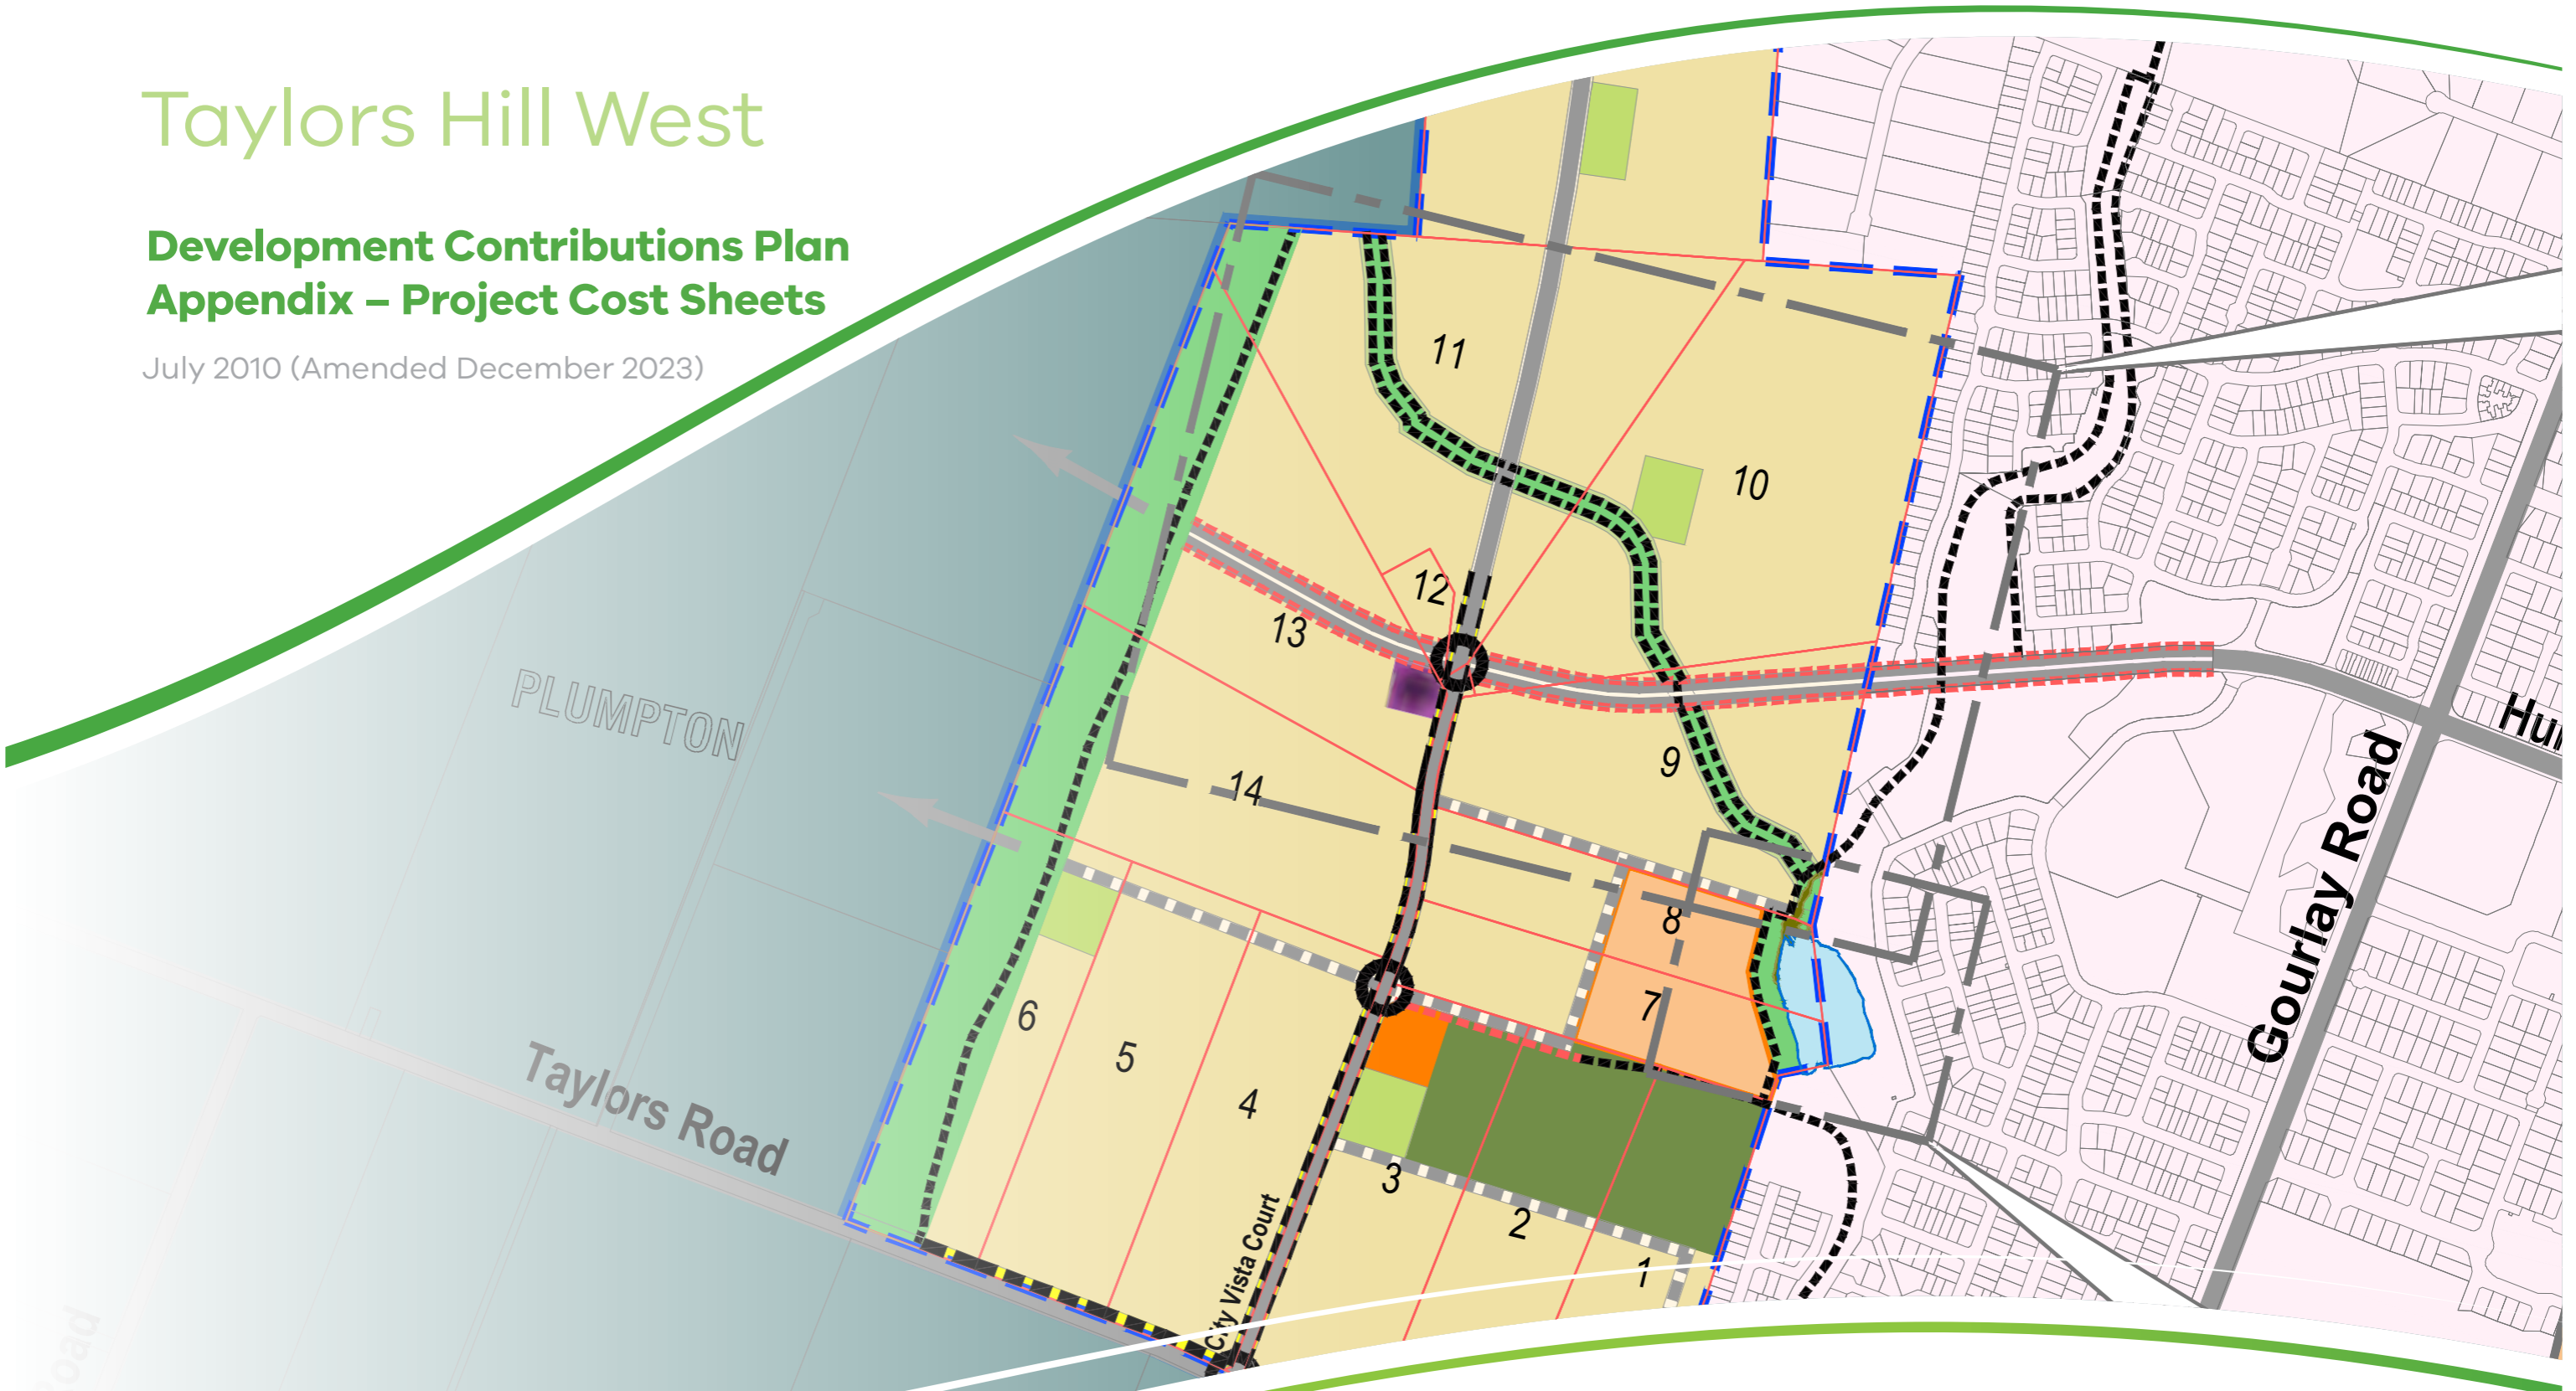 Taylors Hill West
Development Contributions Plan
Appendix – Project Cost Sheets
July 2010 (Amended December 2023)
11
10
12
13
PLUMPTON
9
14
8
7
6
5
4
3
2
1
Taylors Road
City Vista Court
Gourlay Road